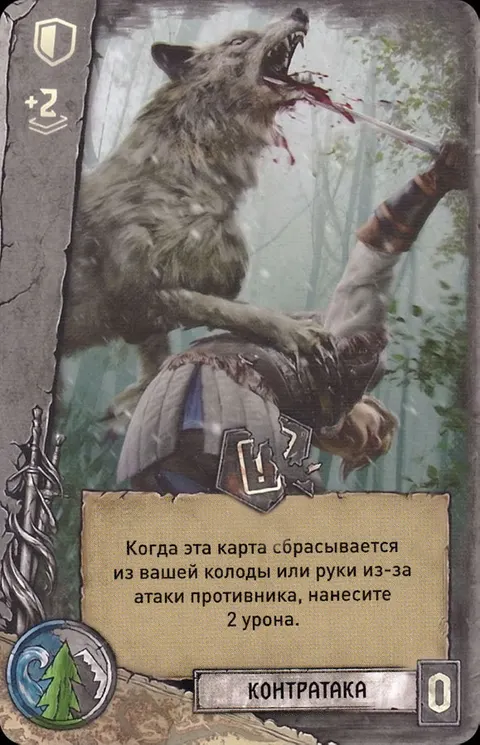 +2
Когда эта карта сбрасывается
из вашей колоды или руки из-за
атаки противника, нанесите
2 урона.
КОНТРАТАКА
0